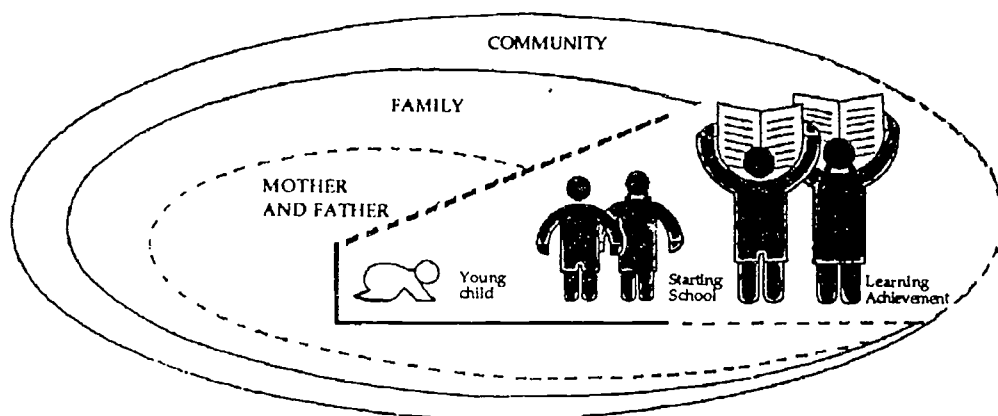 COMMUNITY
FAMILY
MOTHER
AND FATHER
Young
child
Starting
School
Learning
Achievement